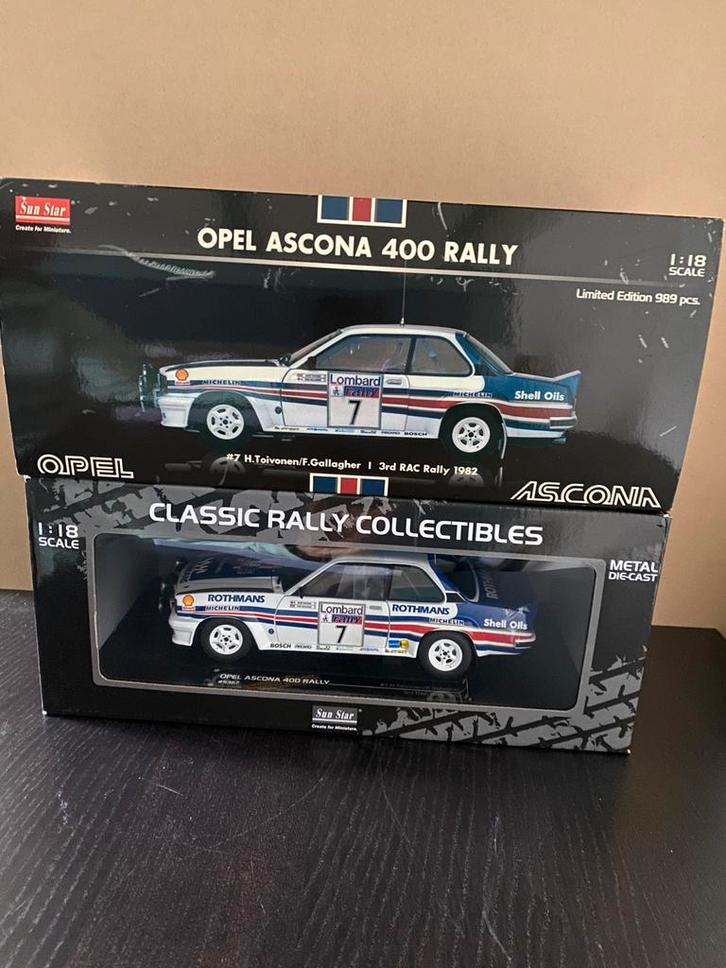 Sun Star
Create for Miniature.
OPEL ASCONA 400 RALLY
1:18
SCALE
Limited Edition 989 pcs.
MICHELIN
Lombard
RALLY
7
MICHELIN
Shell Oils
BOSCH
#7 H.Toivonen/F.Gallagher | 3rd RAC Rally 1982
OPEL
ASCONA
1:18
SCALE
CLASSIC RALLY COLLECTIBLES
METAL
DIE-CAST
ROTHMANS
MICHELIN
Lombard
RALLY
7
ROTHMANS
MICHELIN
Shell Oils
BOSCH
OPEL ASCONA 400 RALLY
Sun Star
Create for Miniature.